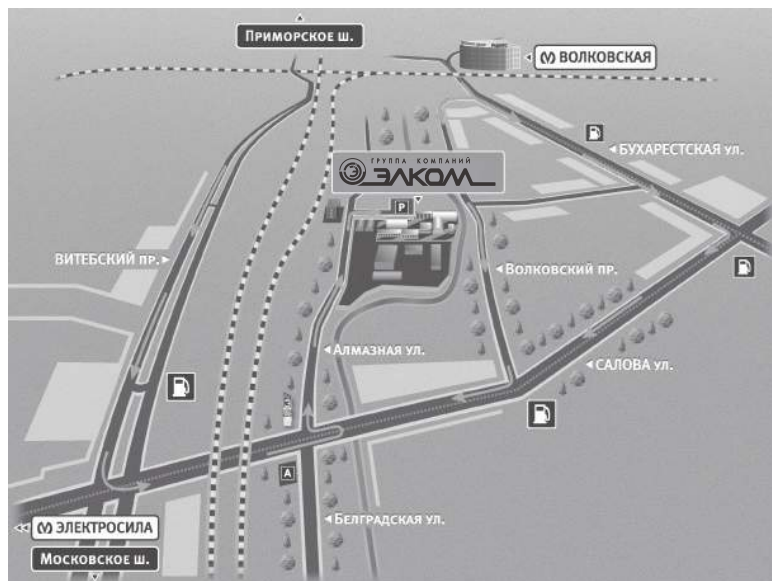 ПРИМОРСКОЕ Ш.
ВОЛКОВСКАЯ
БУХАРЕСТСКАЯ УЛ.
ГРУППА КОМПАНИЙ
ЭЛКОМ
P
ВИТЕБСКИЙ ПР.
ВОЛКОВСКИЙ ПР.
АЛМАЗНАЯ УЛ.
САЛОВА УЛ.
А
БЕЛГРАДСКАЯ УЛ.
ЭЛЕКТРОСИЛА
МОСКОВСКОЕ Ш.